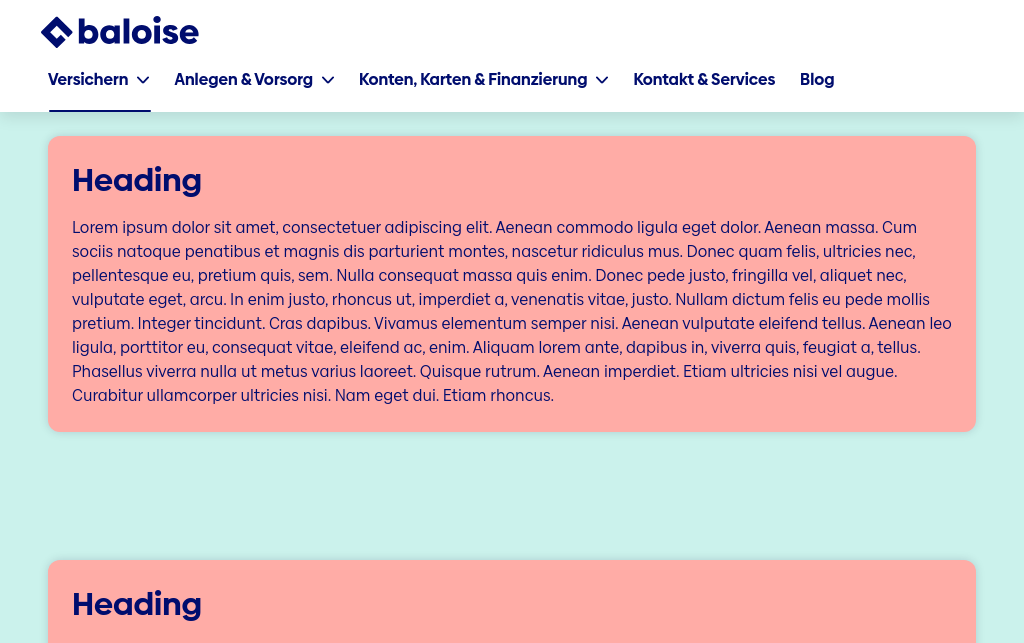 baloise
Versichern Anlegen & Vorsorg Konten, Karten & Finanzierung Kontakt & Services Blog
Heading
Lorem ipsum dolor sit amet, consectetuer adipiscing elit. Aenean commodo ligula eget dolor. Aenean massa. Cum
sociis natoque penatibus et magnis dis parturient montes, nascetur ridiculus mus. Donec quam felis, ultricies nec,
pellentesque eu, pretium quis, sem. Nulla consequat massa quis enim. Donec pede justo, fringilla vel, aliquet nec,
vulputate eget, arcu. In enim justo, rhoncus ut, imperdiet a, venenatis vitae, justo. Nullam dictum felis eu pede mollis
pretium. Integer tincidunt. Cras dapibus. Vivamus elementum semper nisi. Aenean vulputate eleifend tellus. Aenean leo
ligula, porttitor eu, consequat vitae, eleifend ac, enim. Aliquam lorem ante, dapibus in, viverra quis, feugiat a, tellus.
Phasellus viverra nulla ut metus varius laoreet. Quisque rutrum. Aenean imperdiet. Etiam ultricies nisi vel augue.
Curabitur ullamcorper ultricies nisi. Nam eget dui. Etiam rhoncus.
Heading